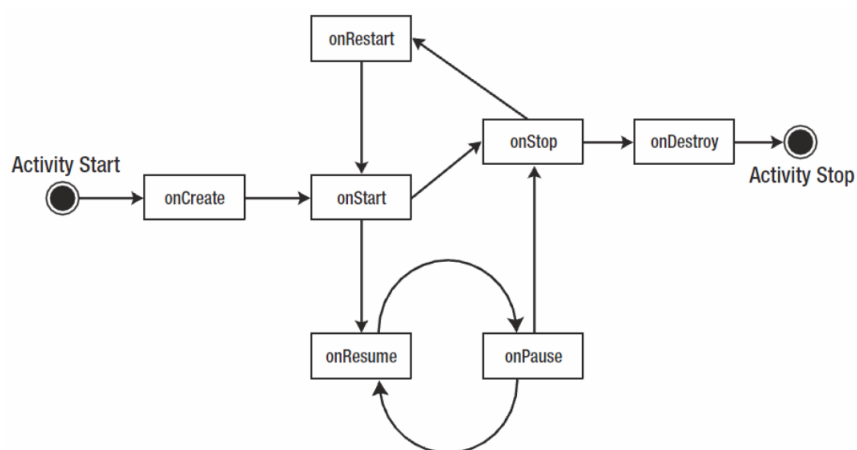 onRestart
onStop
onDestroy
Activity Start
Activity Stop
onCreate
onStart
onResume
onPause